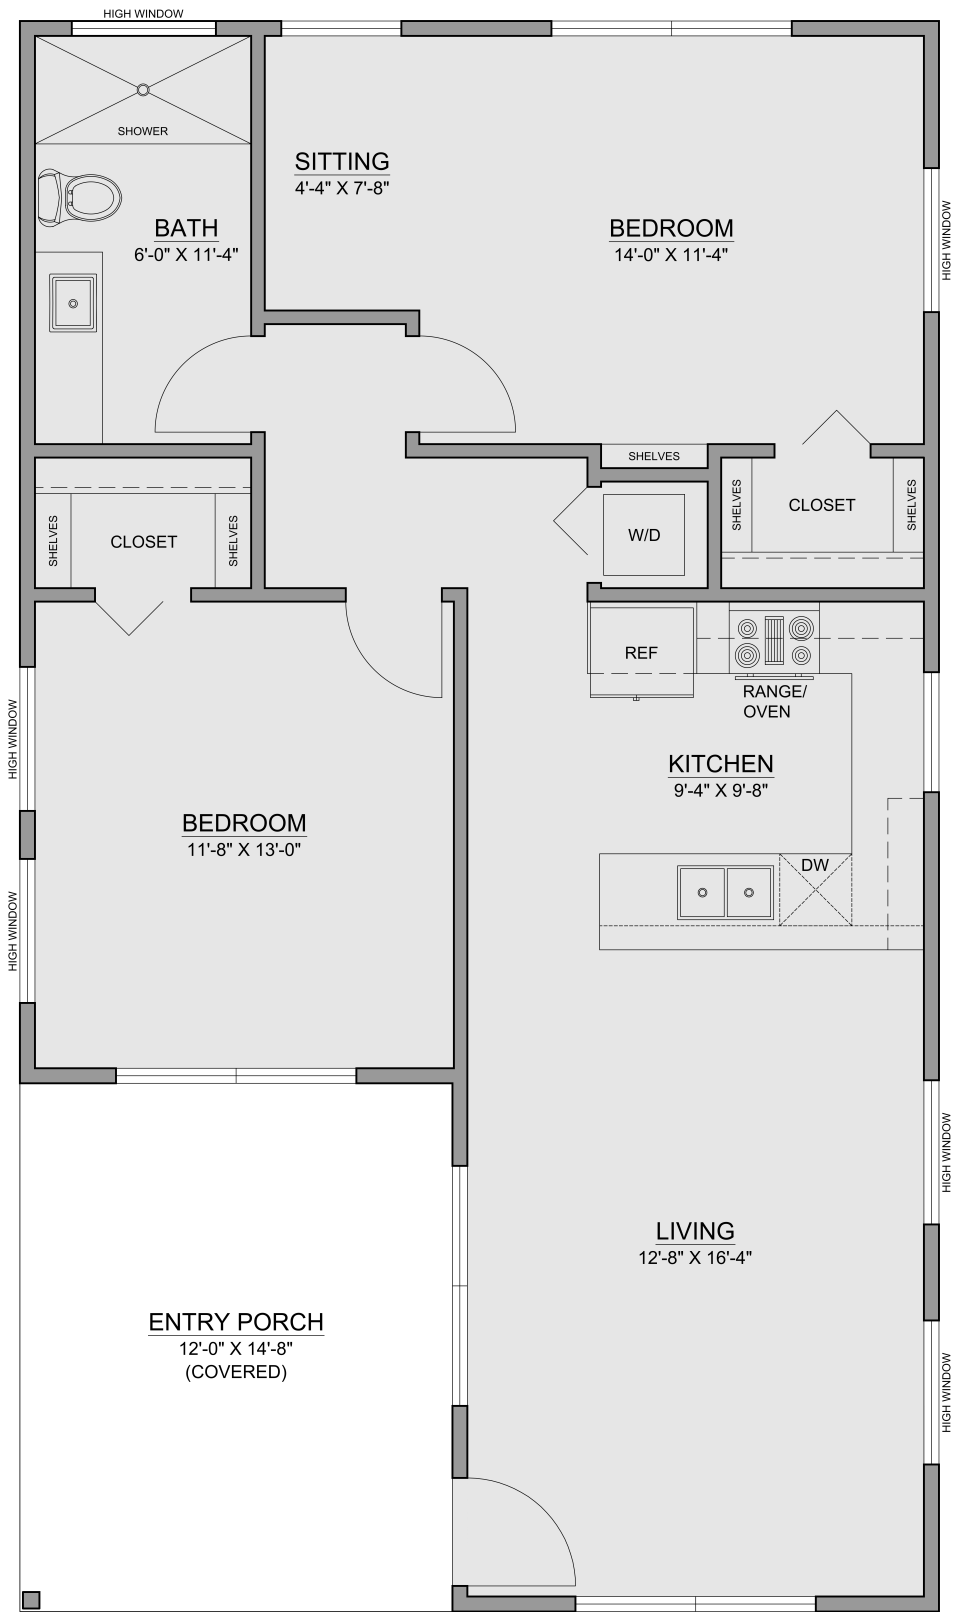 HIGH WINDOW
SHOWER
SITTING
4'-4" X 7'-8"
BATH
6'-0" X 11'-4"
BEDROOM
14'-0" X 11'-4"
HIGH WINDOW
SHELVES
CLOSET
SHELVES
SHELVES
W/D
SHELVES
CLOSET
SHELVES
REF
RANGE/
OVEN
KITCHEN
9'-4" X 9'-8"
DW
HIGH WINDOW
BEDROOM
11'-8" X 13'-0"
HIGH WINDOW
HIGH WINDOW
LIVING
12'-8" X 16'-4"
ENTRY PORCH
12'-0" X 14'-8"
(COVERED)
HIGH WINDOW